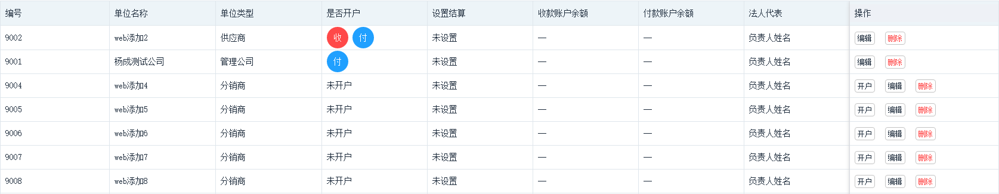 编号 单位名称 单位类型 是否开户 设置结算 收款账户余额 付款账户余额 法人代表 操作
9002 web添加2 供应商 收 付 未设置 — — 负责人姓名 编辑 删除
9001 杨成测试公司 管理公司 付 未设置 — — 负责人姓名 编辑 删除
9004 web添加4 分销商 未开户 未设置 — — 负责人姓名 开户 编辑 删除
9005 web添加5 分销商 未开户 未设置 — — 负责人姓名 开户 编辑 删除
9006 web添加6 分销商 未开户 未设置 — — 负责人姓名 开户 编辑 删除
9007 web添加7 分销商 未开户 未设置 — — 负责人姓名 开户 编辑 删除
9008 web添加8 分销商 未开户 未设置 — — 负责人姓名 开户 编辑 删除